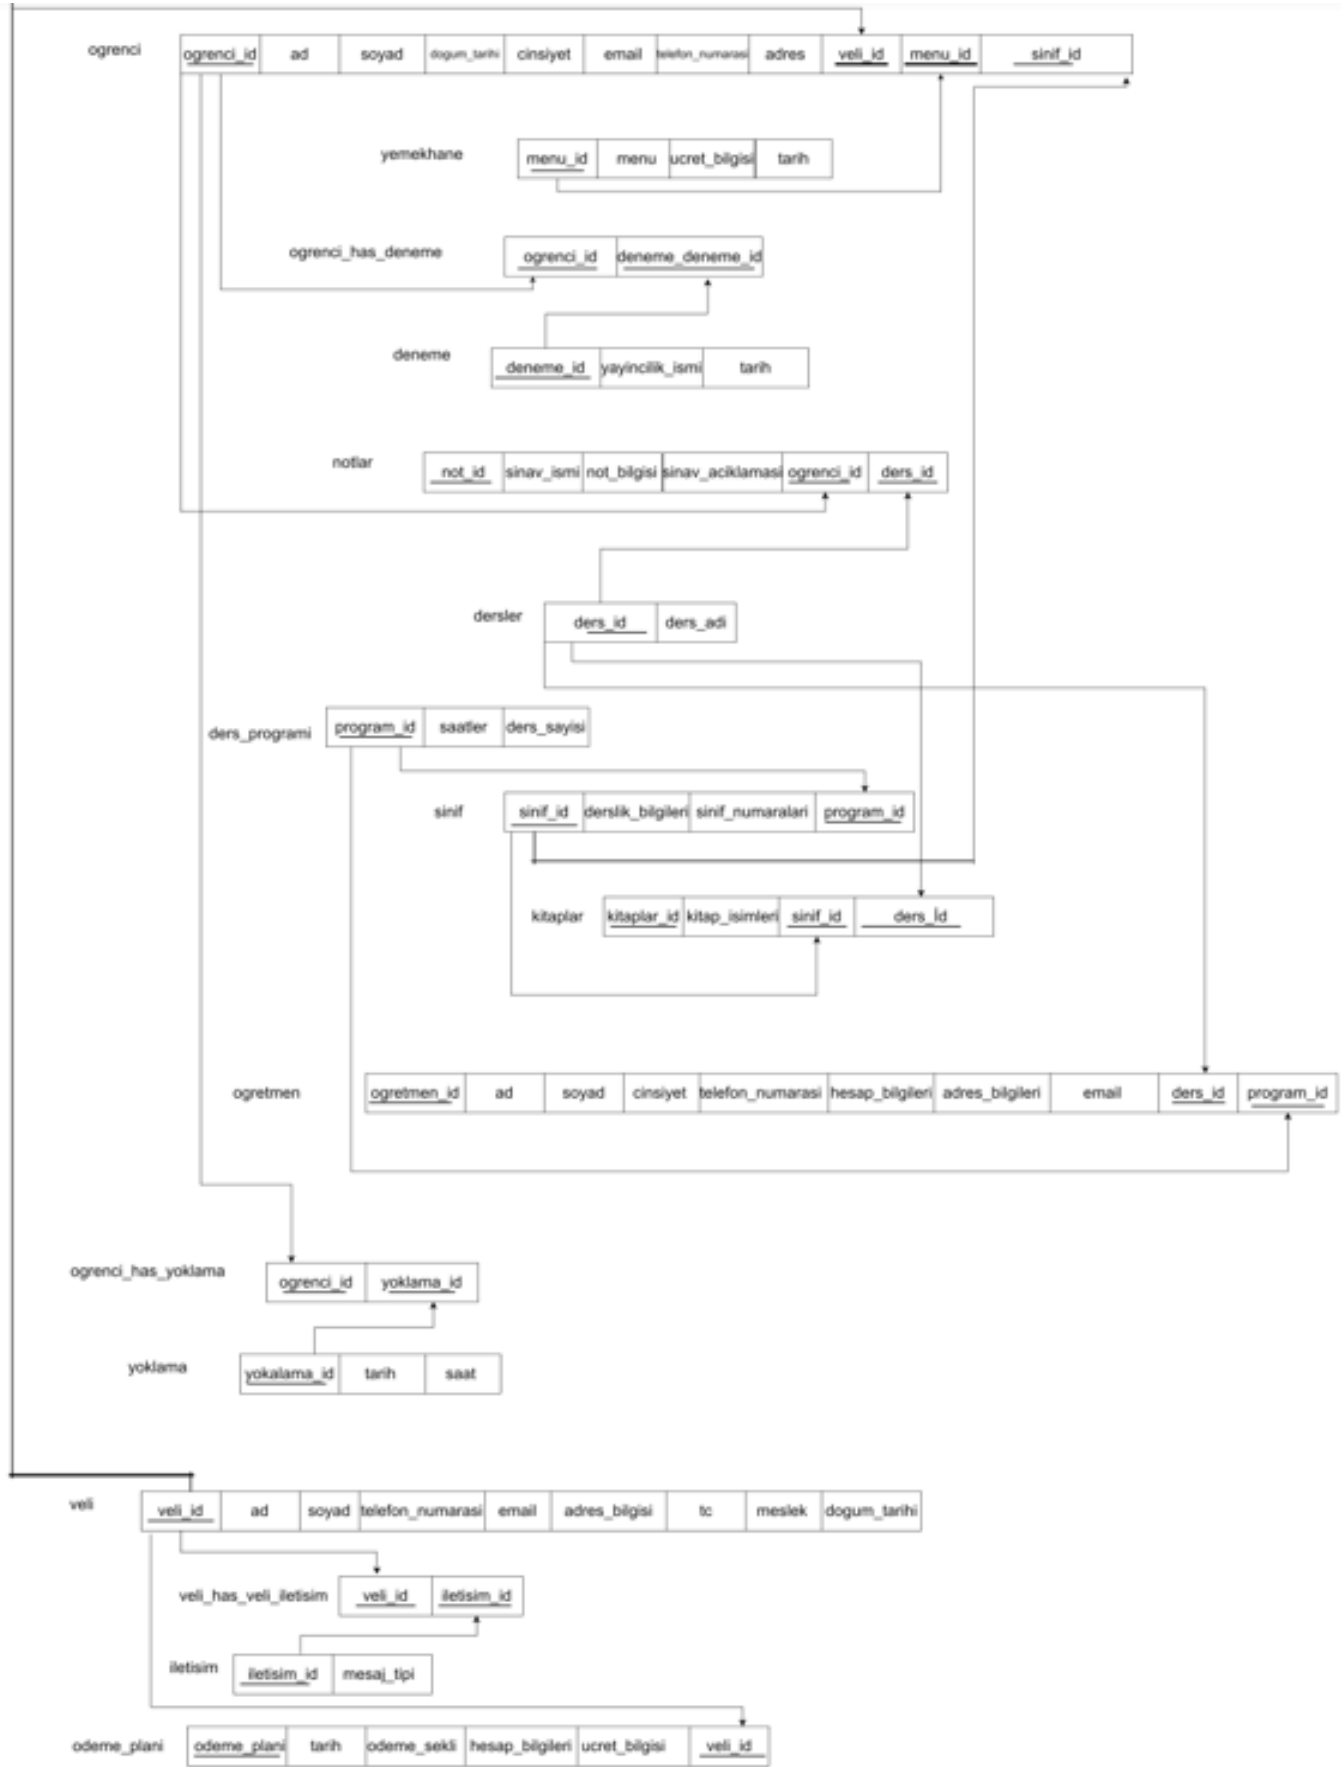 ogrenci ogrenci_id ad soyad dogum_tarihi cinsiyet email telefon_numarasi adres veli_id menu_id sinif_id
yemekhane menu_id menu ucret_bilgisi tarih
ogrenci_has_deneme ogrenci_id deneme_deneme_id
deneme deneme_id yayincilik_ismi tarih
notlar not_id sinav_ismi not_bilgisi sinav_aciklamasi ogrenci_id ders_id
dersler ders_id ders_adi
ders_programi program_id saatler ders_sayisi
sinif sinif_id derslik_bilgileri sinif_numaralari program_id
kitaplar kitaplar_id kitap_isimleri sinif_id ders_İd
ogretmen ogretmen_id ad soyad cinsiyet telefon_numarasi hesap_bilgileri adres_bilgileri email ders_id program_id
ogrenci_has_yoklama ogrenci_id yoklama_id
yoklama yokalama_id tarih saat
veli veli_id ad soyad telefon_numarasi email adres_bilgisi tc meslek dogum_tarihi
veli_has_veli_iletisim veli_id iletisim_id
iletisim iletisim_id mesaj_tipi
odeme_plani odeme_plani tarih odeme_sekli hesap_bilgileri ucret_bilgisi veli_id